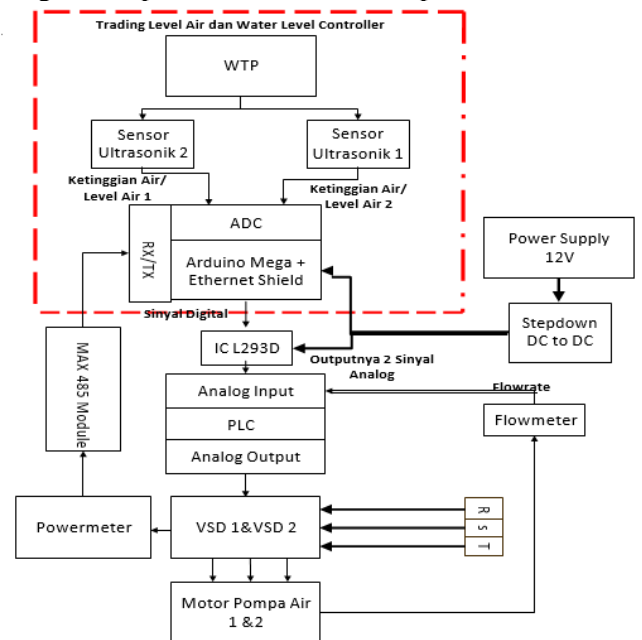 Trading Level Air dan Water Level Controller
WTP
Sensor
Ultrasonik 2
Sensor
Ultrasonik 1
Ketinggian Air/
Level Air 1
Ketinggian Air/
Level Air 2
RX/TX
ADC
Arduino Mega +
Ethernet Shield
Power Supply
12V
Stepdown
DC to DC
Sinyal Digital
IC L293D
Outputnya 2 Sinyal
Analog
MAX 485 Module
Analog Input
PLC
Analog Output
Flowrate
Flowmeter
Powermeter
VSD 1&VSD 2
R
S
T
Motor Pompa Air
1 &2